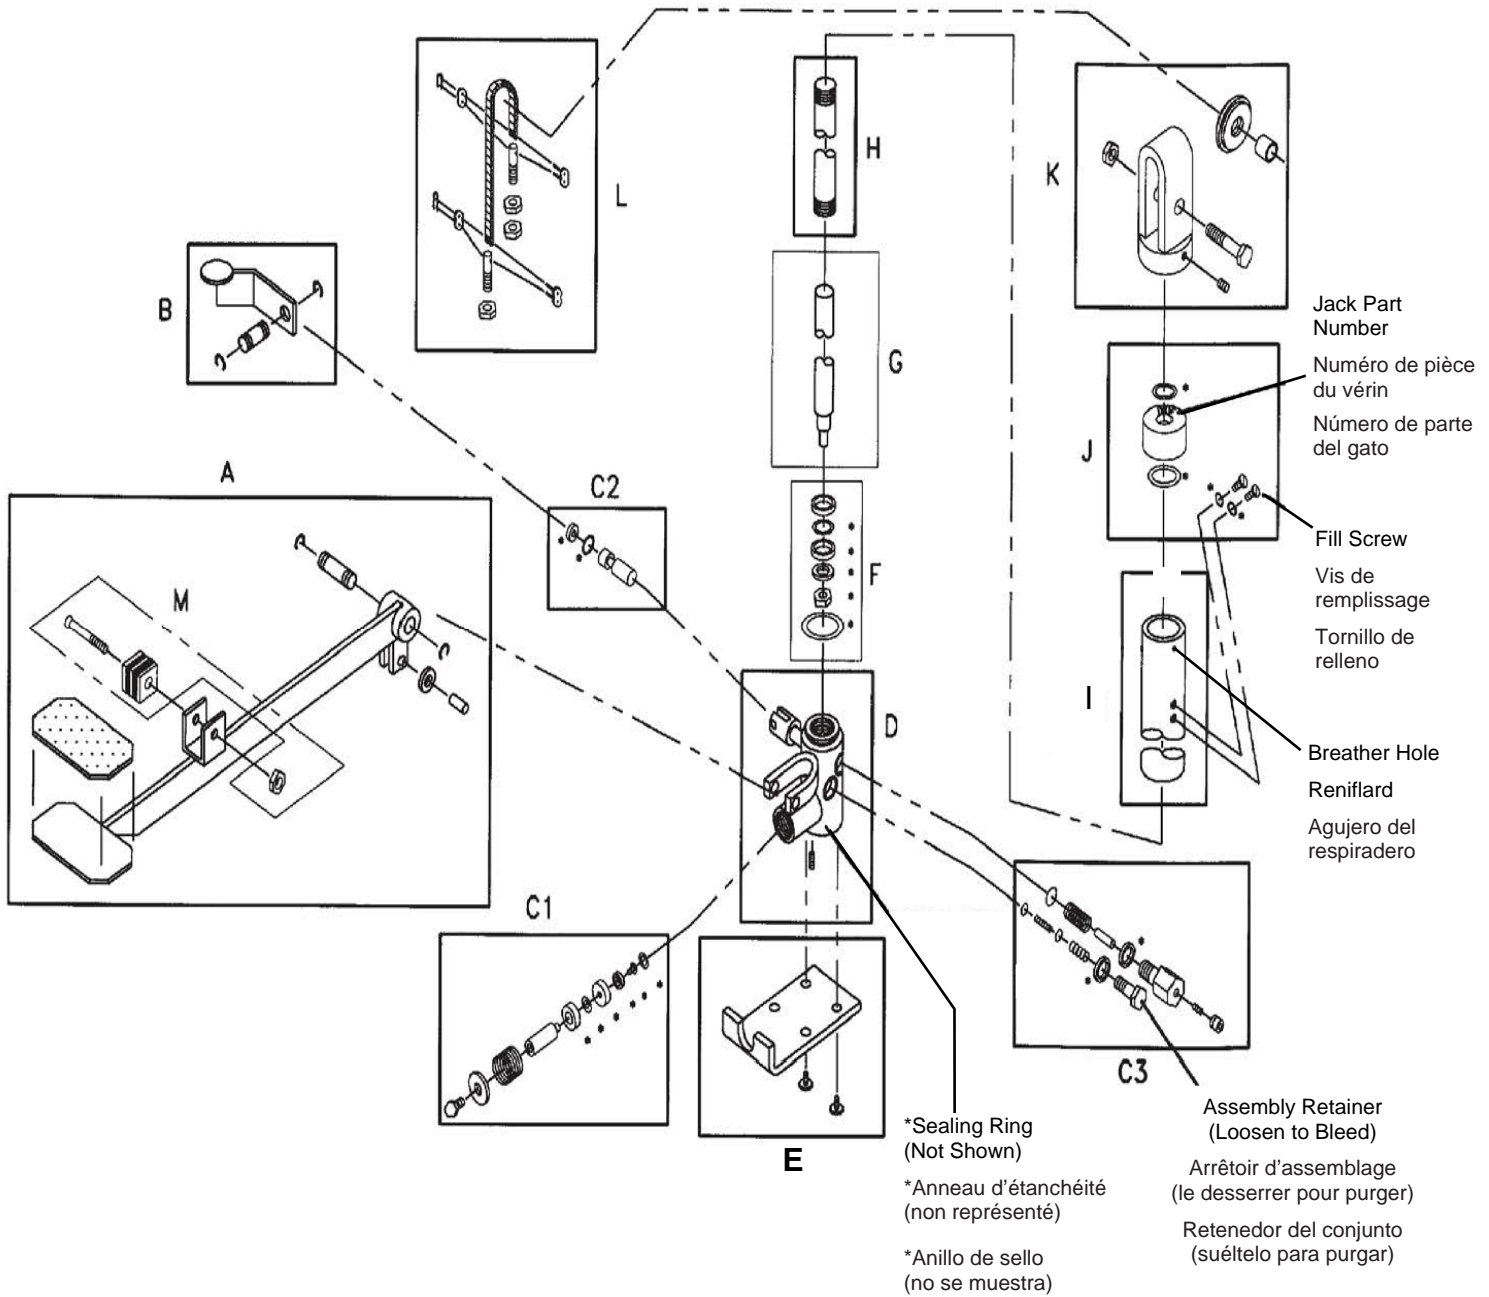 H
K
L
B
G
Jack Part
Number
Numéro de pièce
du vérin
Número de parte
del gato
J
A
C2
F
Fill Screw
Vis de
remplissage
Tornillo de
relleno
M
I
D
Breather Hole
Reniflard
Agujero del
respiradero
C1
C3
E
*Sealing Ring
(Not Shown)
*Anneau d'étanchéité
(non représenté)
*Anillo de sello
(no se muestra)
Assembly Retainer
(Loosen to Bleed)
Arrêtoir d'assemblage
(le desserrer pour purger)
Retenedor del conjunto
(suéltelo para purgar)